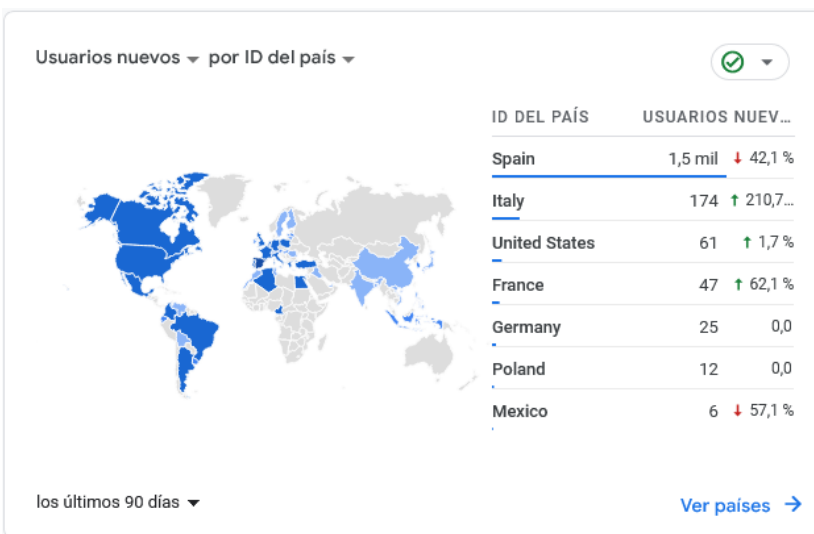 Usuarios nuevos por ID del país
ID DEL PAÍS USUARIOS NUEV...
Spain 1,5 mil ↓ 42,1 %
Italy 174 ↑ 210,7...
United States 61 ↑ 1,7 %
France 47 ↑ 62,1 %
Germany 25 0,0
Poland 12 0,0
Mexico 6 ↓ 57,1 %
los últimos 90 días Ver países →